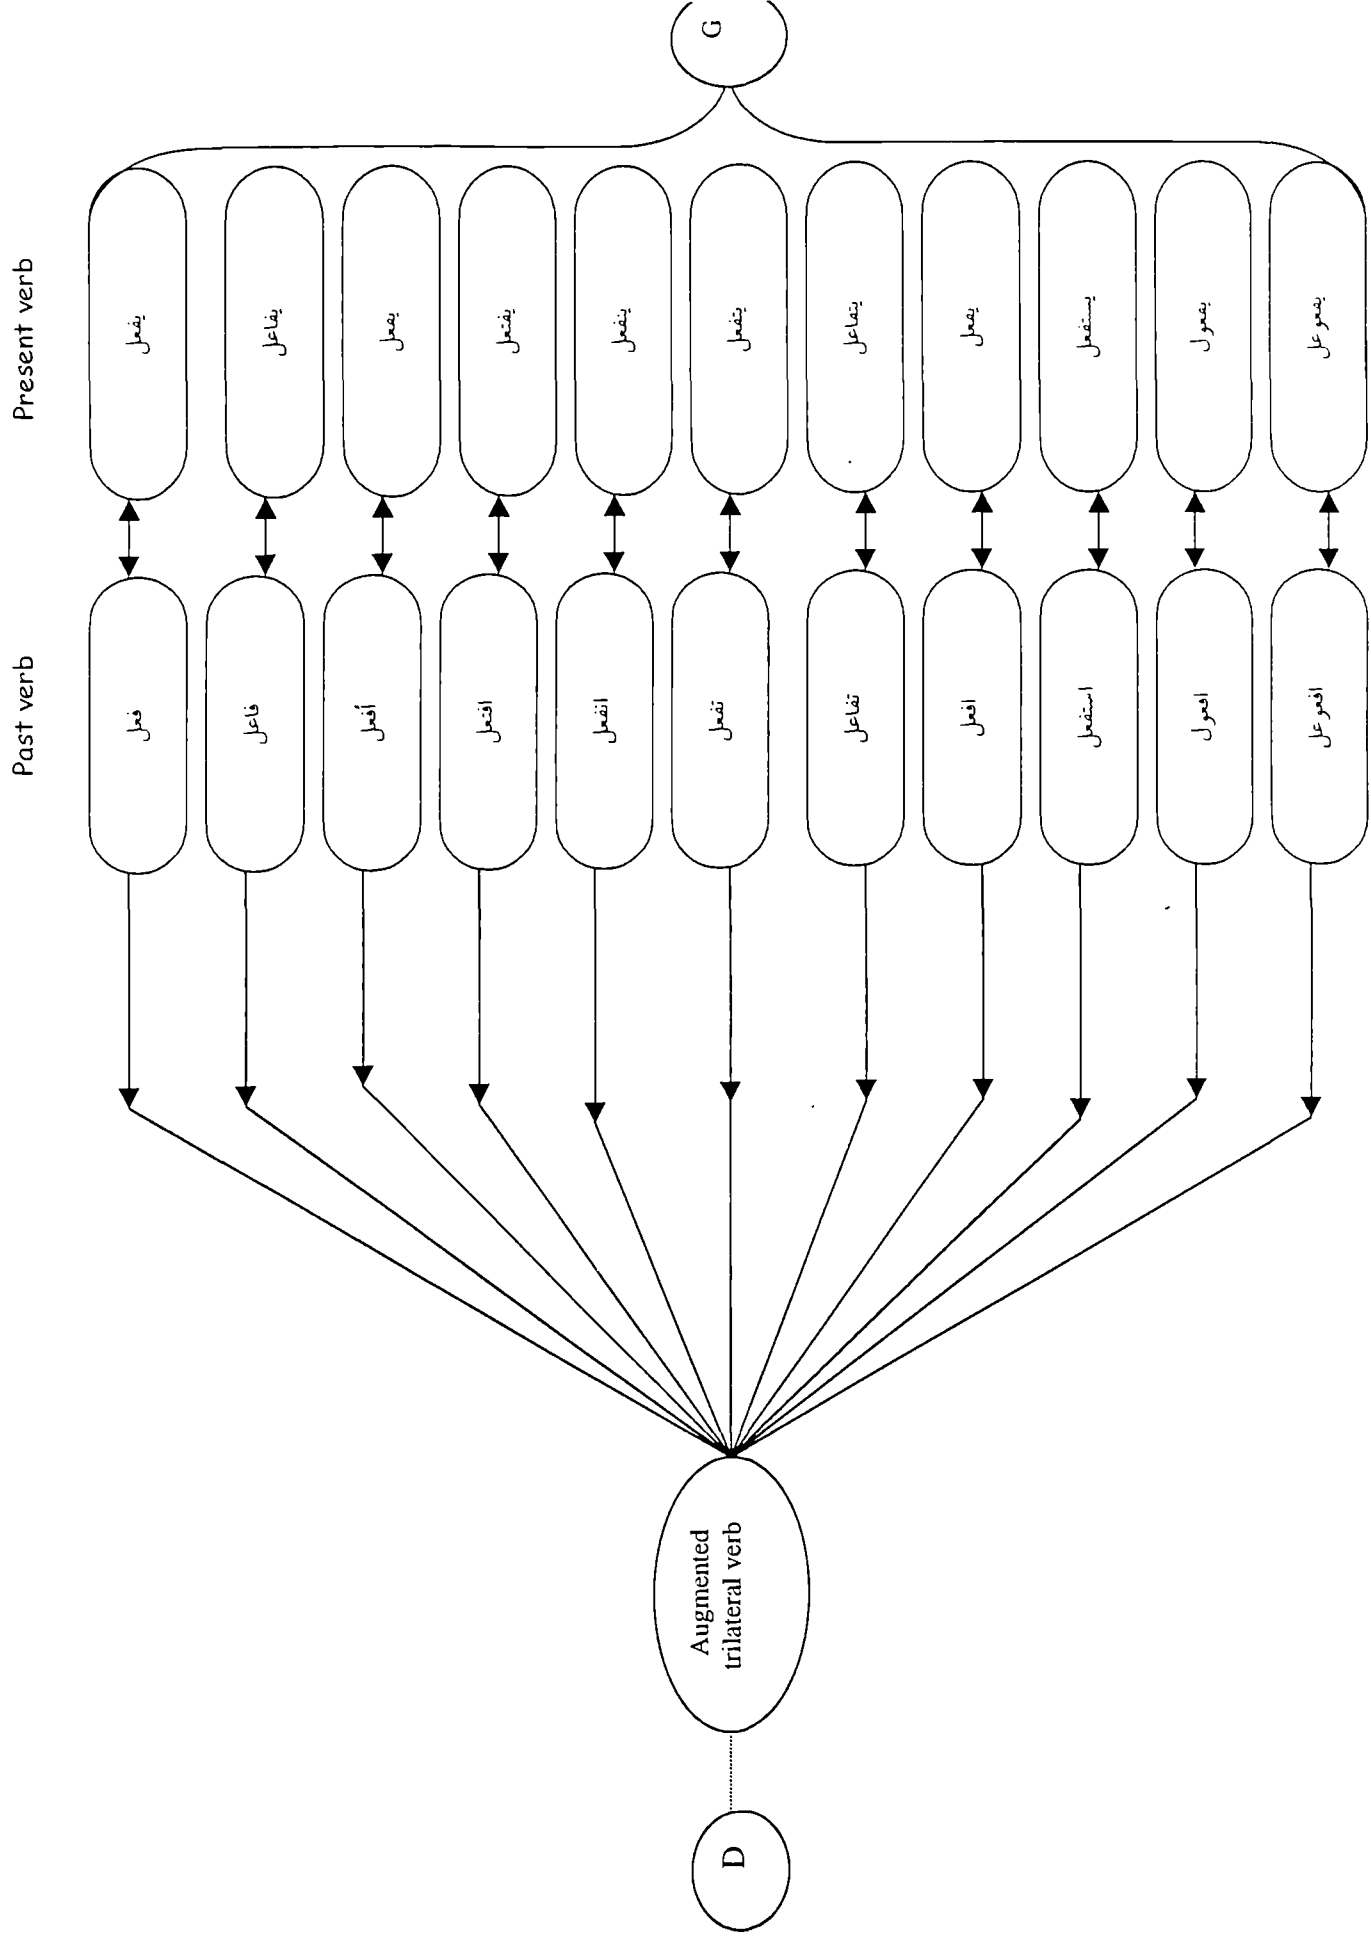 Past verb
Present verb
فعل
يفعل
فاعل
يفاعل
أفعل
يفعل
افتعل
يفتعل
انفعل
ينفعل
D
Augmented
trilateral verb
تفعل
يتفعل
G
تفاعل
يتفاعل
افعل
يفعل
استفعل
يستفعل
افعول
يفعول
افعوعل
يفعوعل